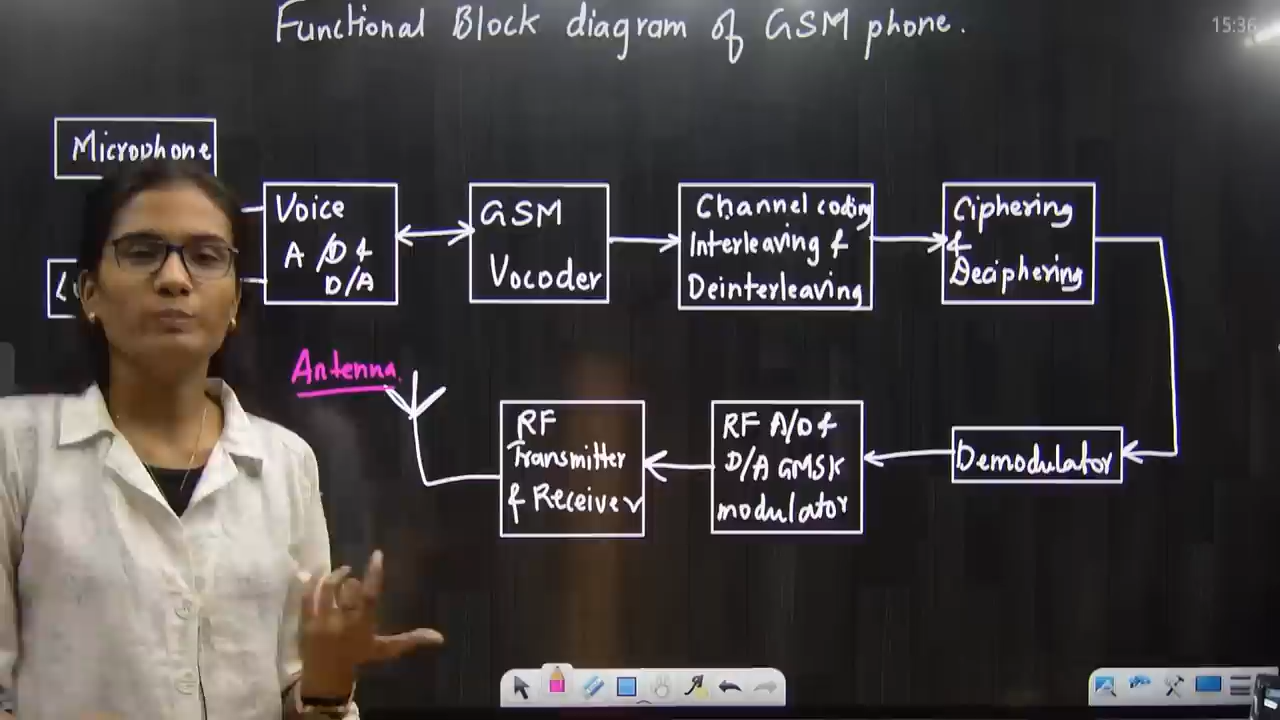 Functional Block diagram of GSM phone.
15:36
Microphone
Voice
A/D &
D/A
GSM
Vocoder
Channel coding
Interleaving &
Deinterleaving
Ciphering
&
Deciphering
Antenna
RF
Transmitter
& Receiver
RF A/D &
D/A GMSK
modulator
Demodulator